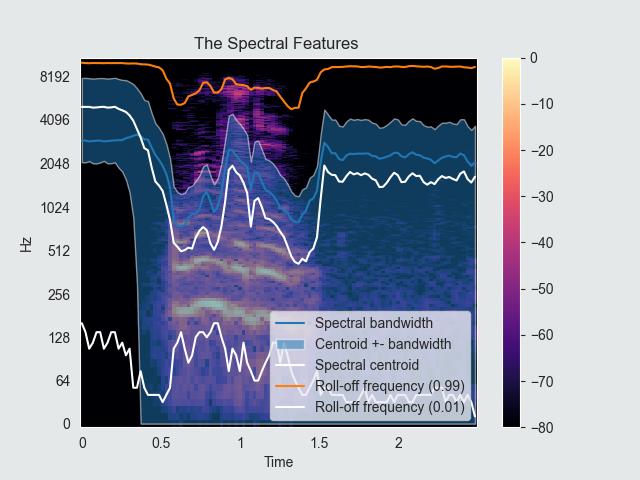 The Spectral Features
8192
4096
2048
1024
512
256
128
64
0
Hz
0
0.5
1
1.5
2
Time
Spectral bandwidth
Centroid +- bandwidth
Spectral centroid
Roll-off frequency (0.99)
Roll-off frequency (0.01)
0
−10
−20
−30
−40
−50
−60
−70
−80